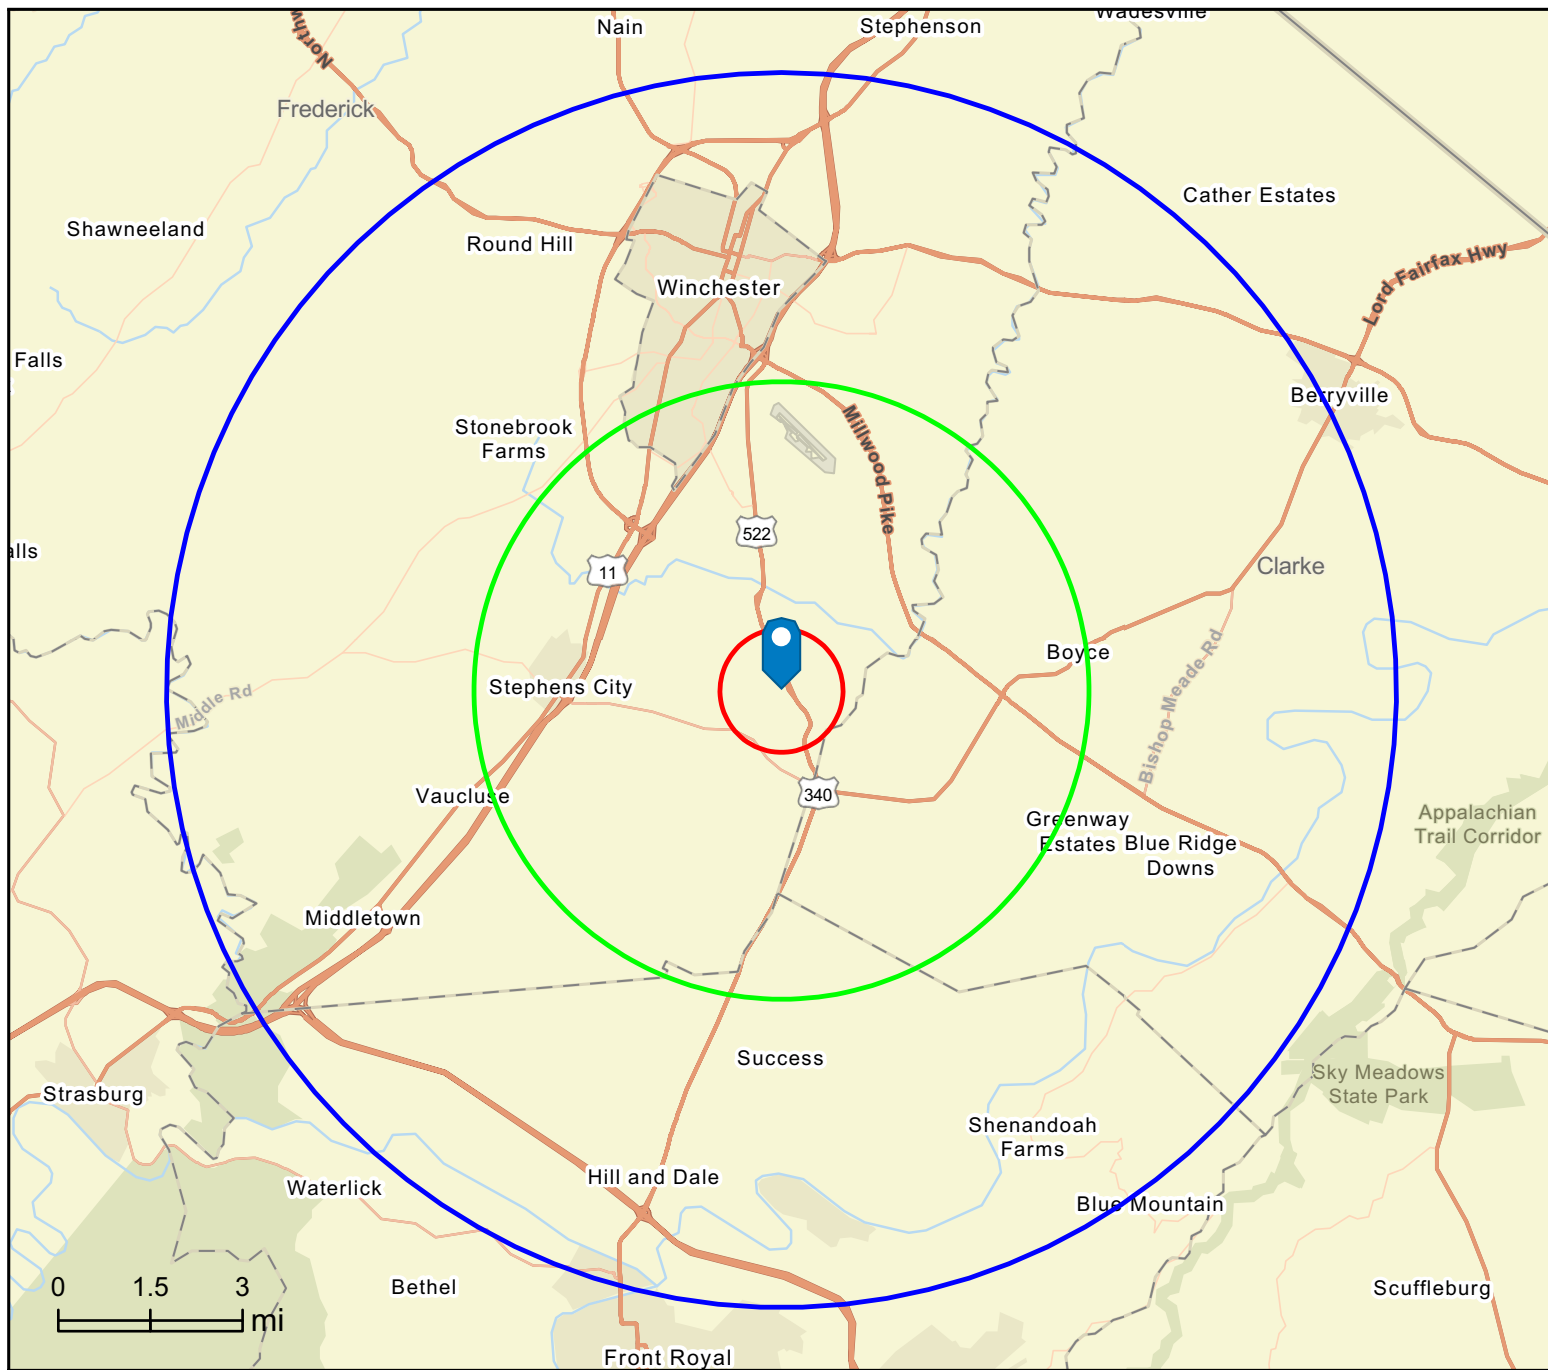 Nain
Stephenson
Wadesville
Northw
Frederick
Cather Estates
Shawneeland
Round Hill
Lord Fairfax Hwy
Winchester
Falls
Berryville
Millwood Pike
Stonebrook
Farms
522
alls
11
Clarke
Boyce
Bishop-Meade Rd
Stephens City
Middle Rd
Vaucluse
340
Greenway
Estates
Blue Ridge
Downs
Appalachian
Trail Corridor
Middletown
Success
Sky Meadows
State Park
Strasburg
Shenandoah
Farms
Hill and Dale
Waterlick
Blue Mountain
Bethel
Scuffleburg
0 1.5 3
mi
Front Royal